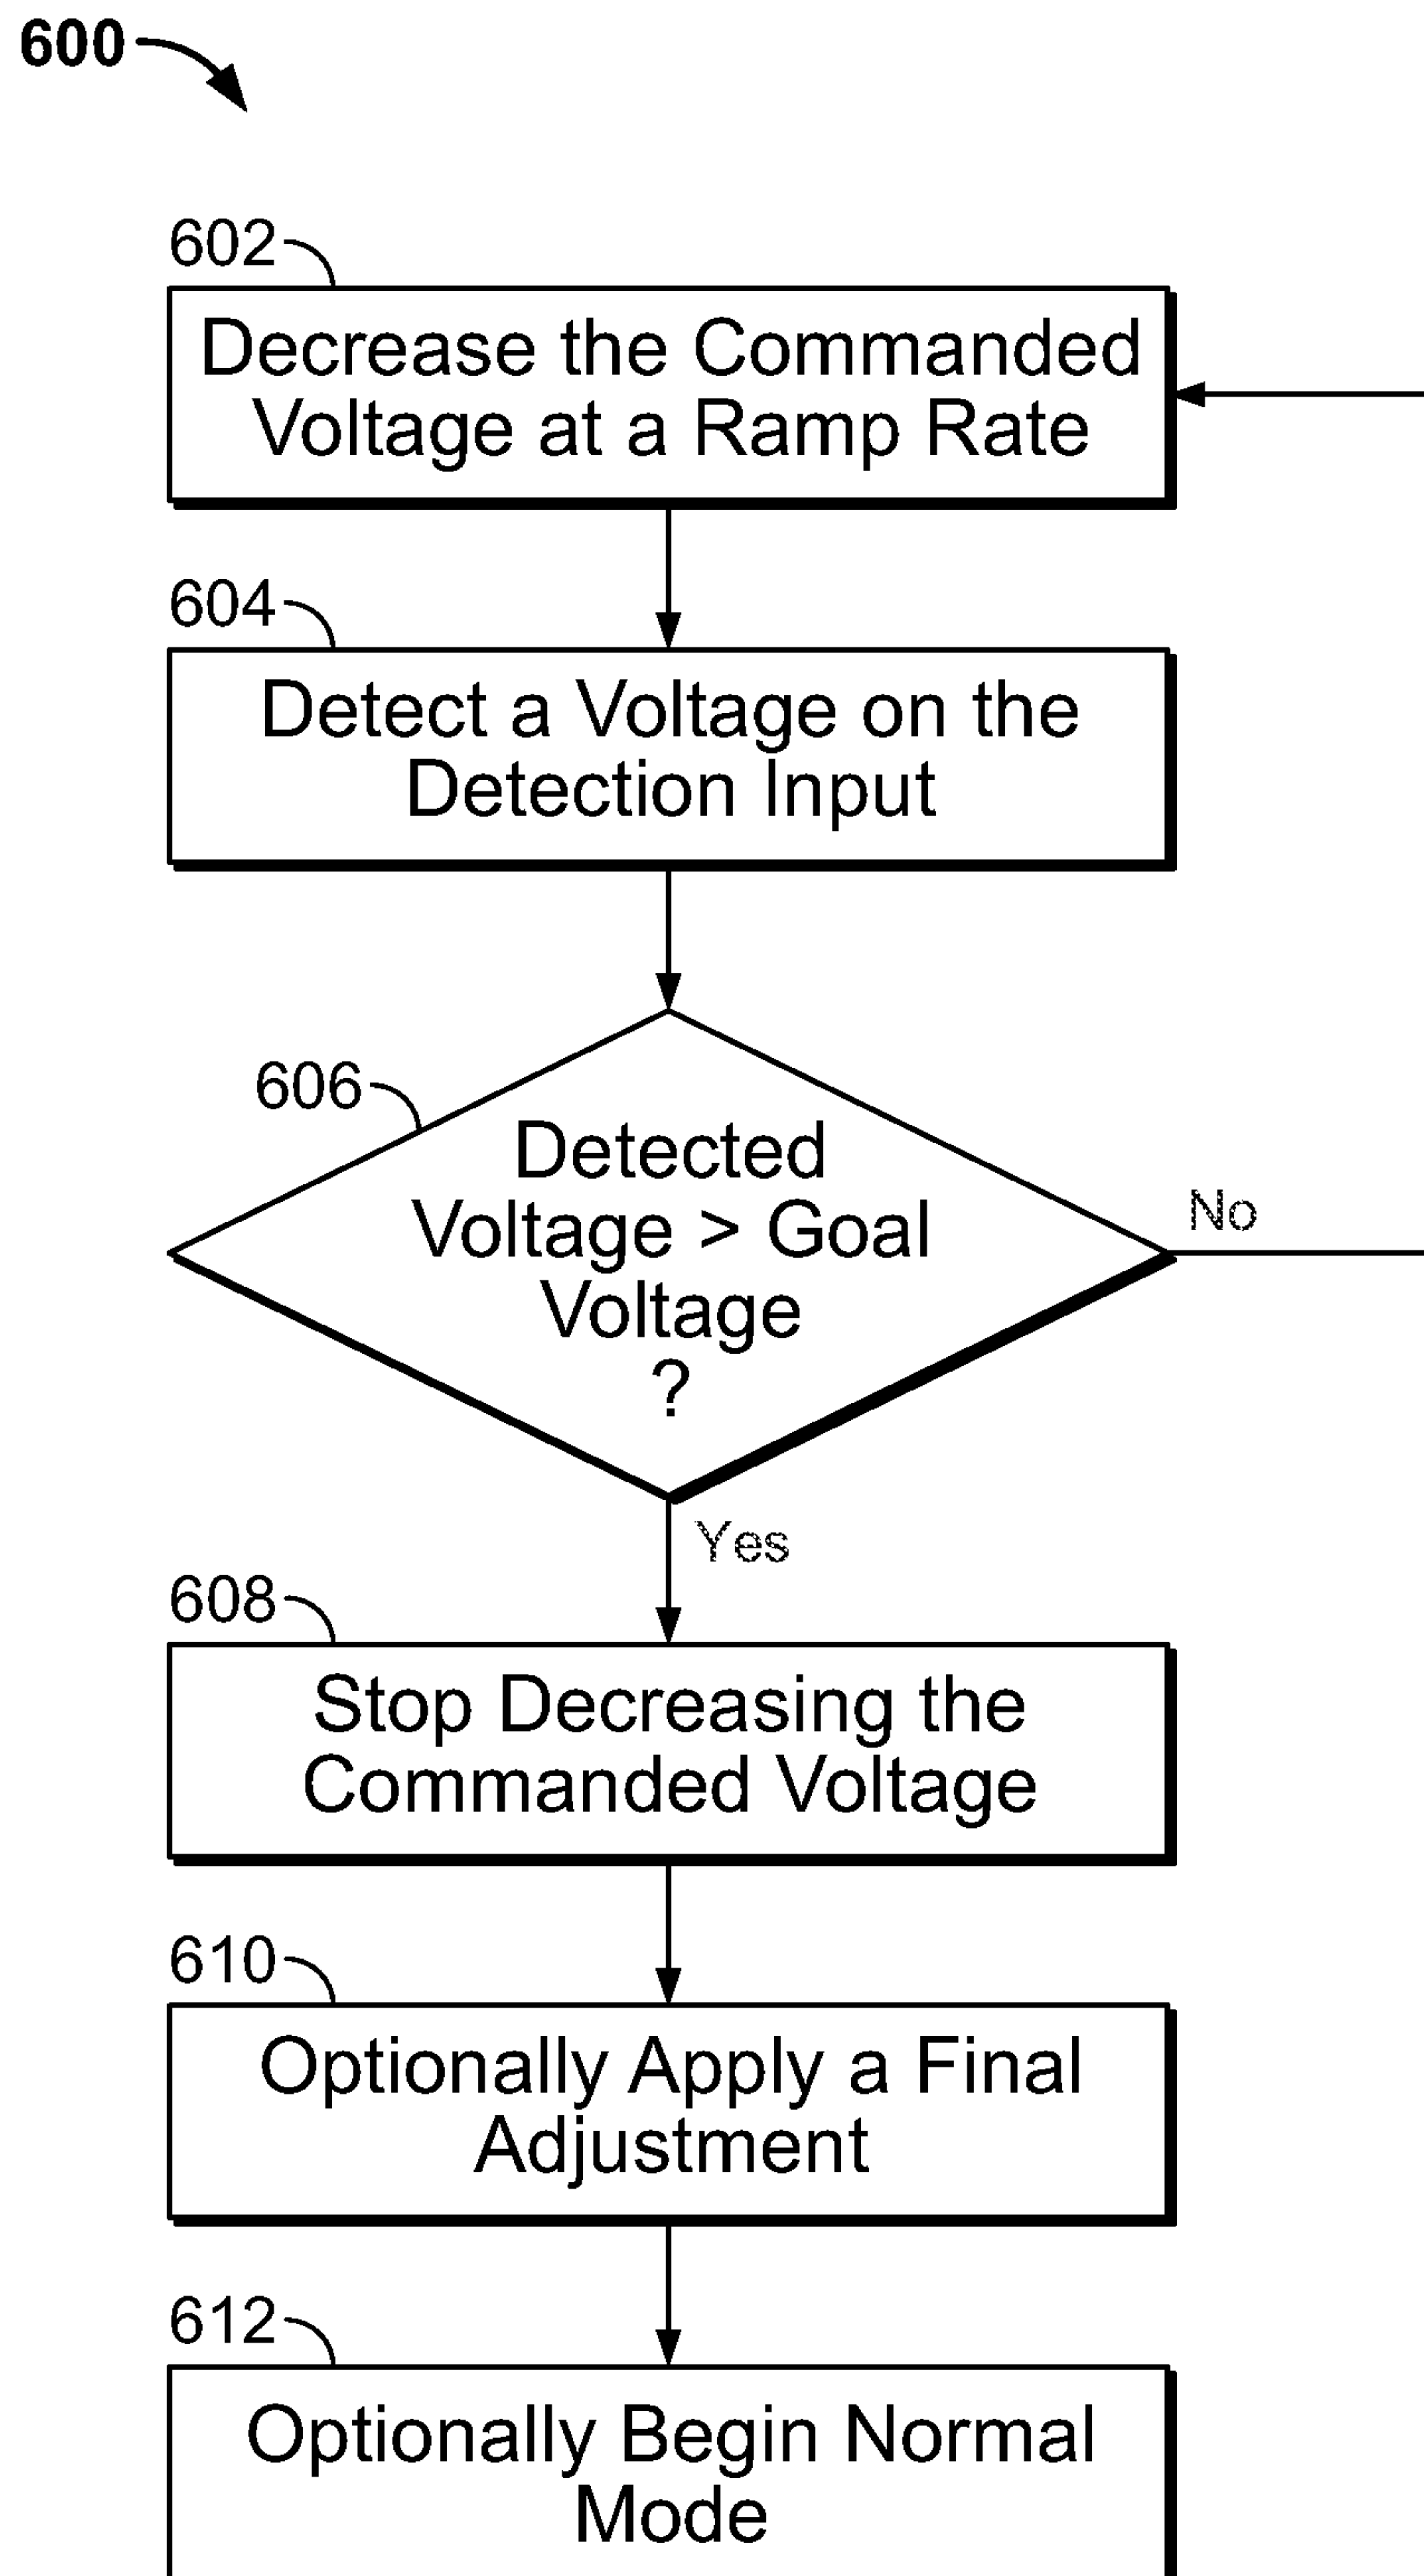 600
602
Decrease the Commanded
Voltage at a Ramp Rate
604
Detect a Voltage on the
Detection Input
606
Detected
Voltage > Goal
Voltage
?
No
Yes
608
Stop Decreasing the
Commanded Voltage
610
Optionally Apply a Final
Adjustment
612
Optionally Begin Normal
Mode